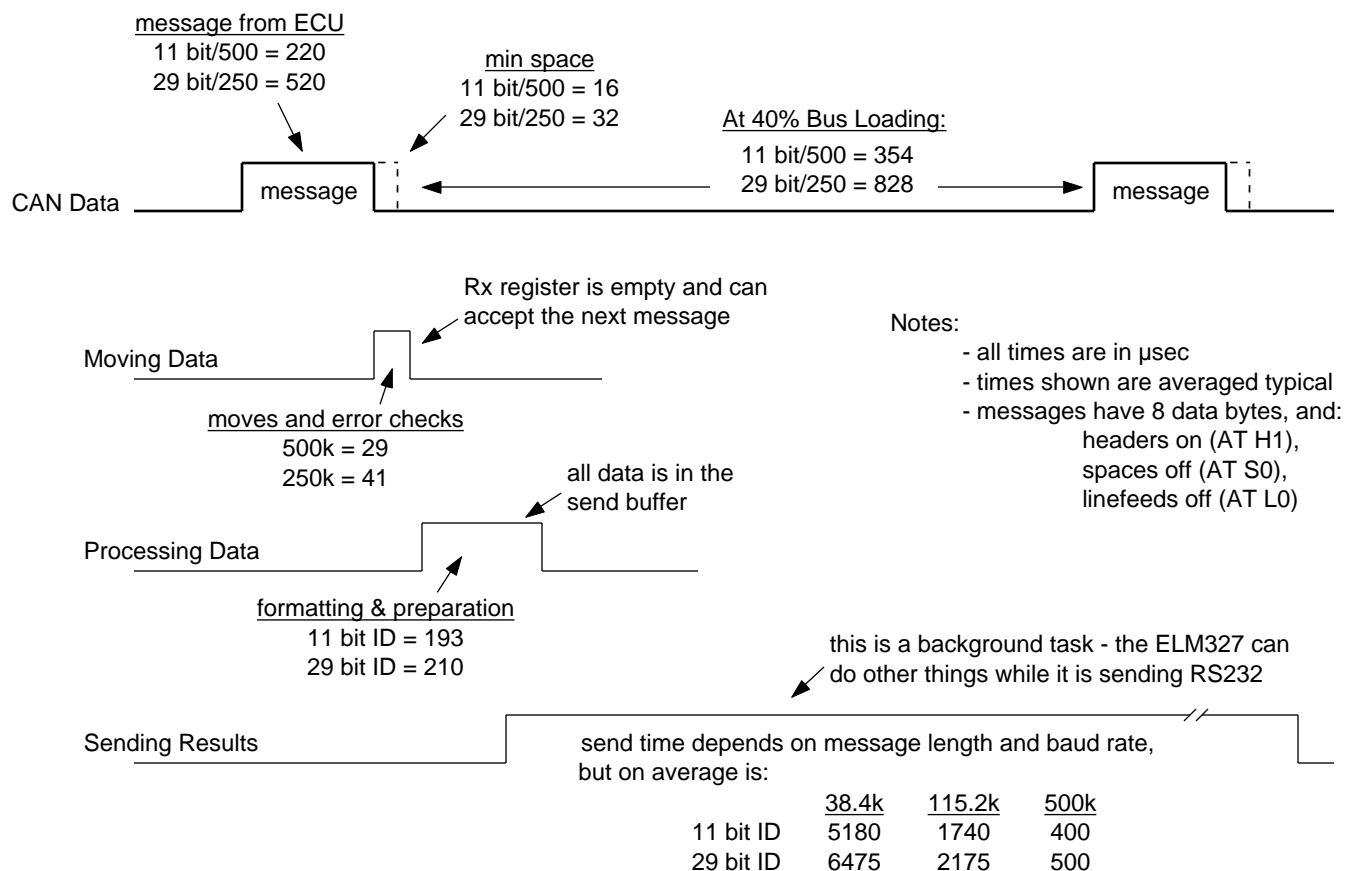 message from ECU
11 bit/500 = 220
29 bit/250 = 520
min space
11 bit/500 = 16
29 bit/250 = 32
At 40% Bus Loading:
11 bit/500 = 354
29 bit/250 = 828
CAN Data
message
message
Rx register is empty and can
accept the next message
Moving Data
moves and error checks
500k = 29
250k = 41
Notes:
- all times are in µsec
- times shown are averaged typical
- messages have 8 data bytes, and:
headers on (AT H1),
spaces off (AT S0),
linefeeds off (AT L0)
all data is in the
send buffer
Processing Data
formatting & preparation
11 bit ID = 193
29 bit ID = 210
this is a background task - the ELM327 can
do other things while it is sending RS232
Sending Results
send time depends on message length and baud rate,
but on average is:
38.4k 115.2k 500k
11 bit ID 5180 1740 400
29 bit ID 6475 2175 500